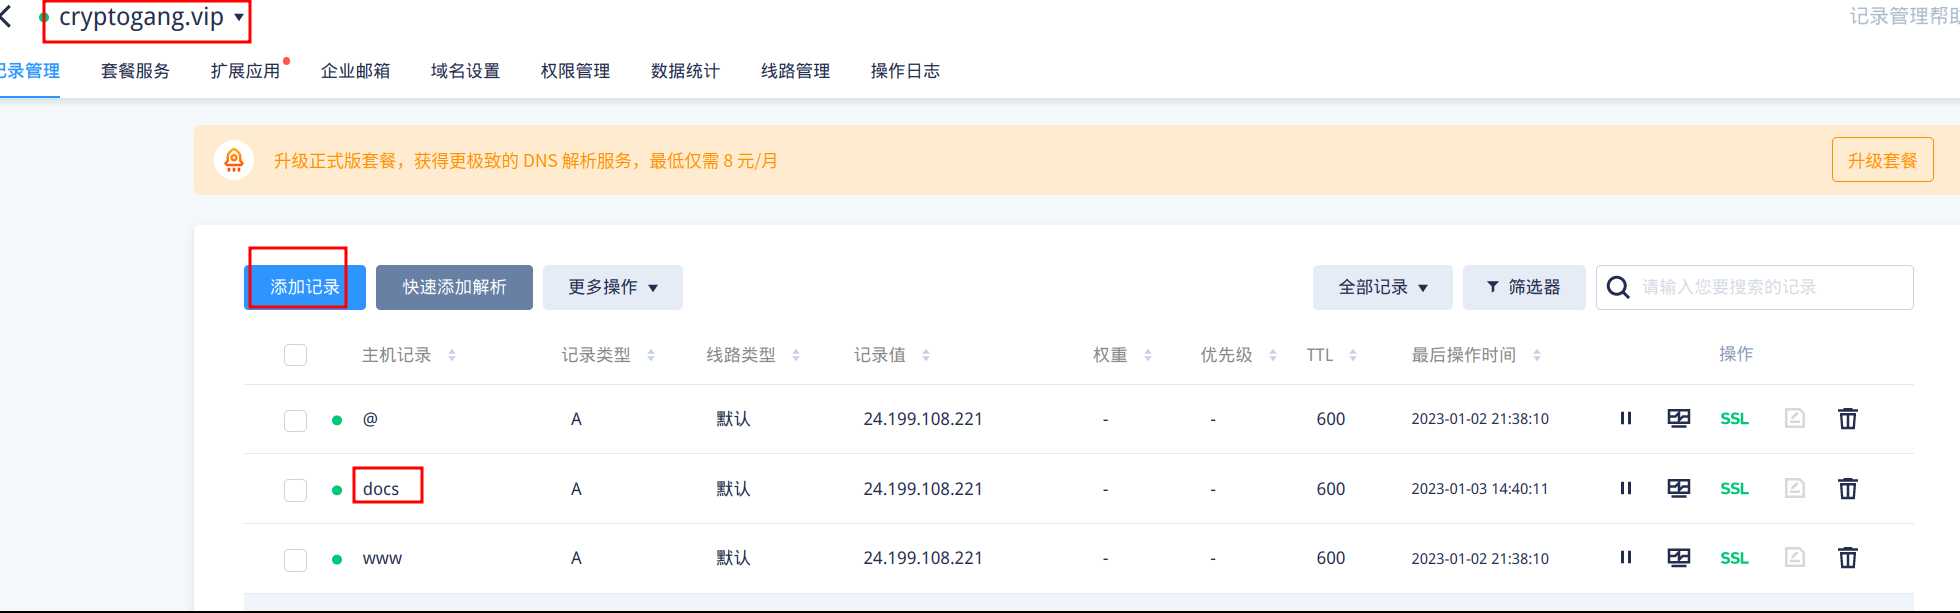 cryptogang.vip
记录管理帮助
记录管理 套餐服务 扩展应用 企业邮箱 域名设置 权限管理 数据统计 线路管理 操作日志
升级正式版套餐，获得更极致的 DNS 解析服务，最低仅需 8 元/月 升级套餐
添加记录 快速添加解析 更多操作 全部记录 筛选器 请输入您要搜索的记录
主机记录 记录类型 线路类型 记录值 权重 优先级 TTL 最后操作时间 操作
@ A 默认 24.199.108.221 - - 600 2023-01-02 21:38:10 SSL
docs A 默认 24.199.108.221 - - 600 2023-01-03 14:40:11 SSL
www A 默认 24.199.108.221 - - 600 2023-01-02 21:38:10 SSL